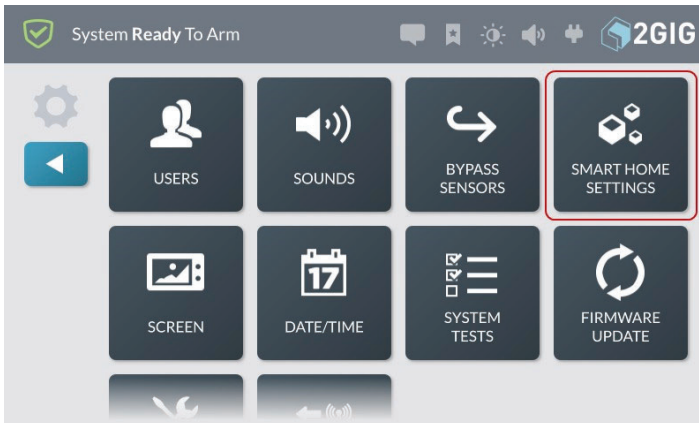 System Ready To Arm
2GIG
USERS
SOUNDS
BYPASS
SENSORS
SMART HOME
SETTINGS
SCREEN
17
DATE/TIME
SYSTEM
TESTS
FIRMWARE
UPDATE